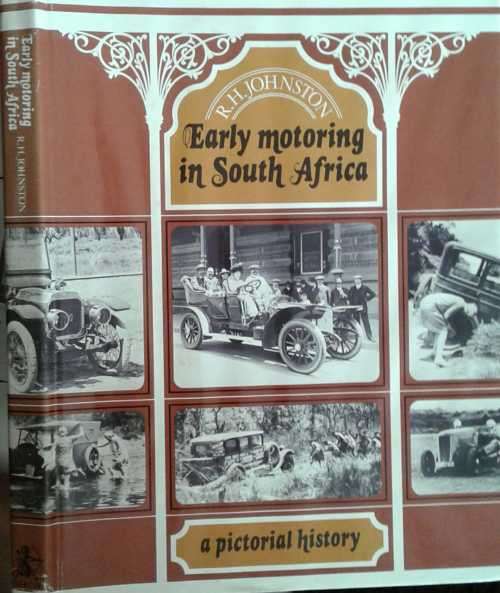 Early motoring
in South Africa
R.H. JOHNSTON
R.H. JOHNSTON
Early motoring
in South Africa
a pictorial history